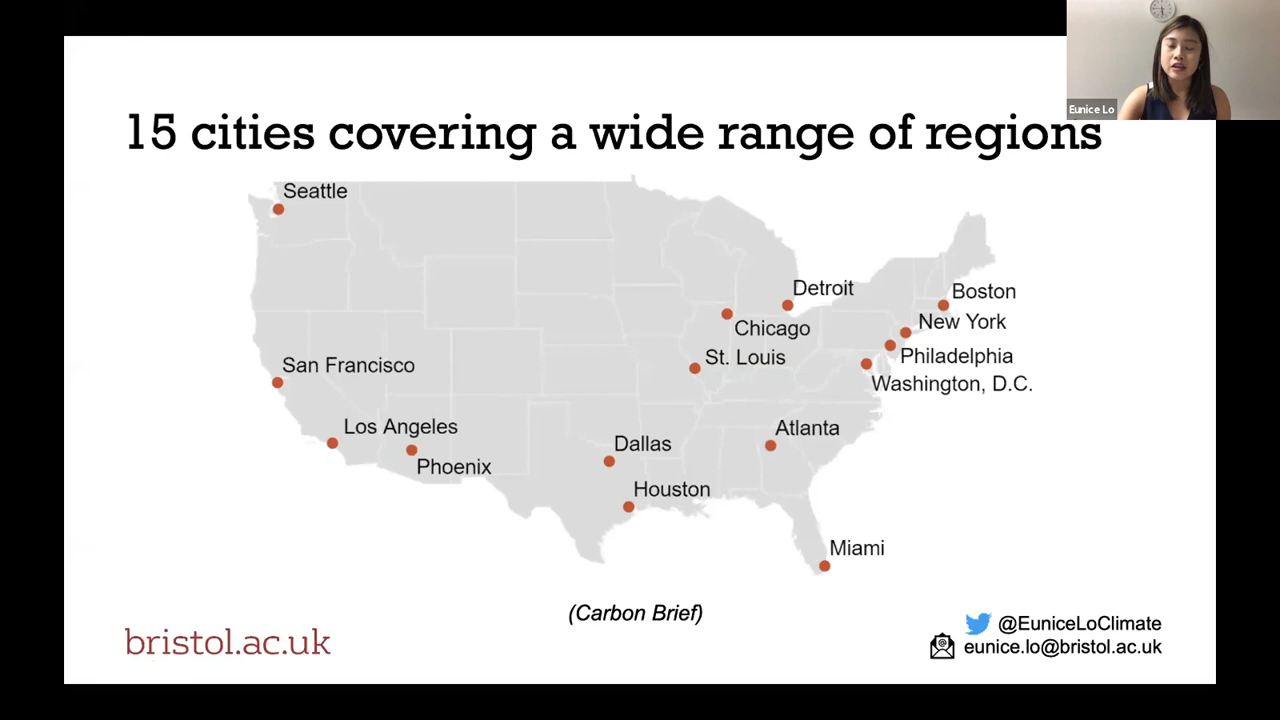 Eunice Lo
15 cities covering a wide range of regions
Seattle
Detroit
Boston
New York
Chicago
Philadelphia
St. Louis
San Francisco
Washington, D.C.
Los Angeles
Atlanta
Dallas
Phoenix
Houston
Miami
(Carbon Brief)
@EuniceLoClimate
bristol.ac.uk
eunice.lo@bristol.ac.uk